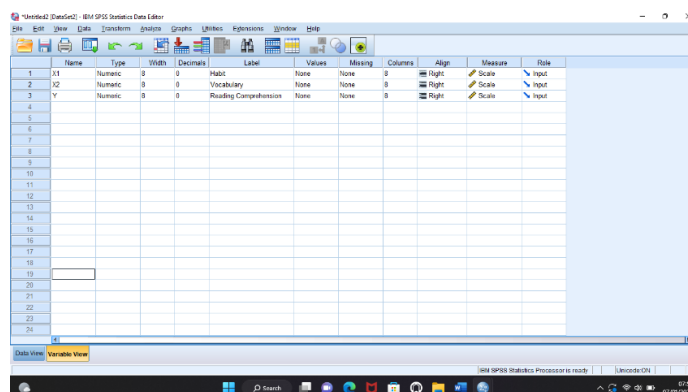 *Untitled2 [DataSet2] - IBM SPSS Statistics Data Editor
File Edit View Data Transform Analyze Graphs Utilities Extensions Window Help
Name Type Width Decimals Label Values Missing Columns Align Measure Role
1 X1 Numeric 8 0 Habit None None 8 Right Scale Input
2 X2 Numeric 8 0 Vocabulary None None 8 Right Scale Input
3 Y Numeric 8 0 Reading Comprehension None None 8 Right Scale Input
4
5
6
7
8
9
10
11
12
13
14
15
16
17
18
19
20
21
22
23
24
Data View Variable View
IBM SPSS Statistics Processor is ready Unicode:ON
Search